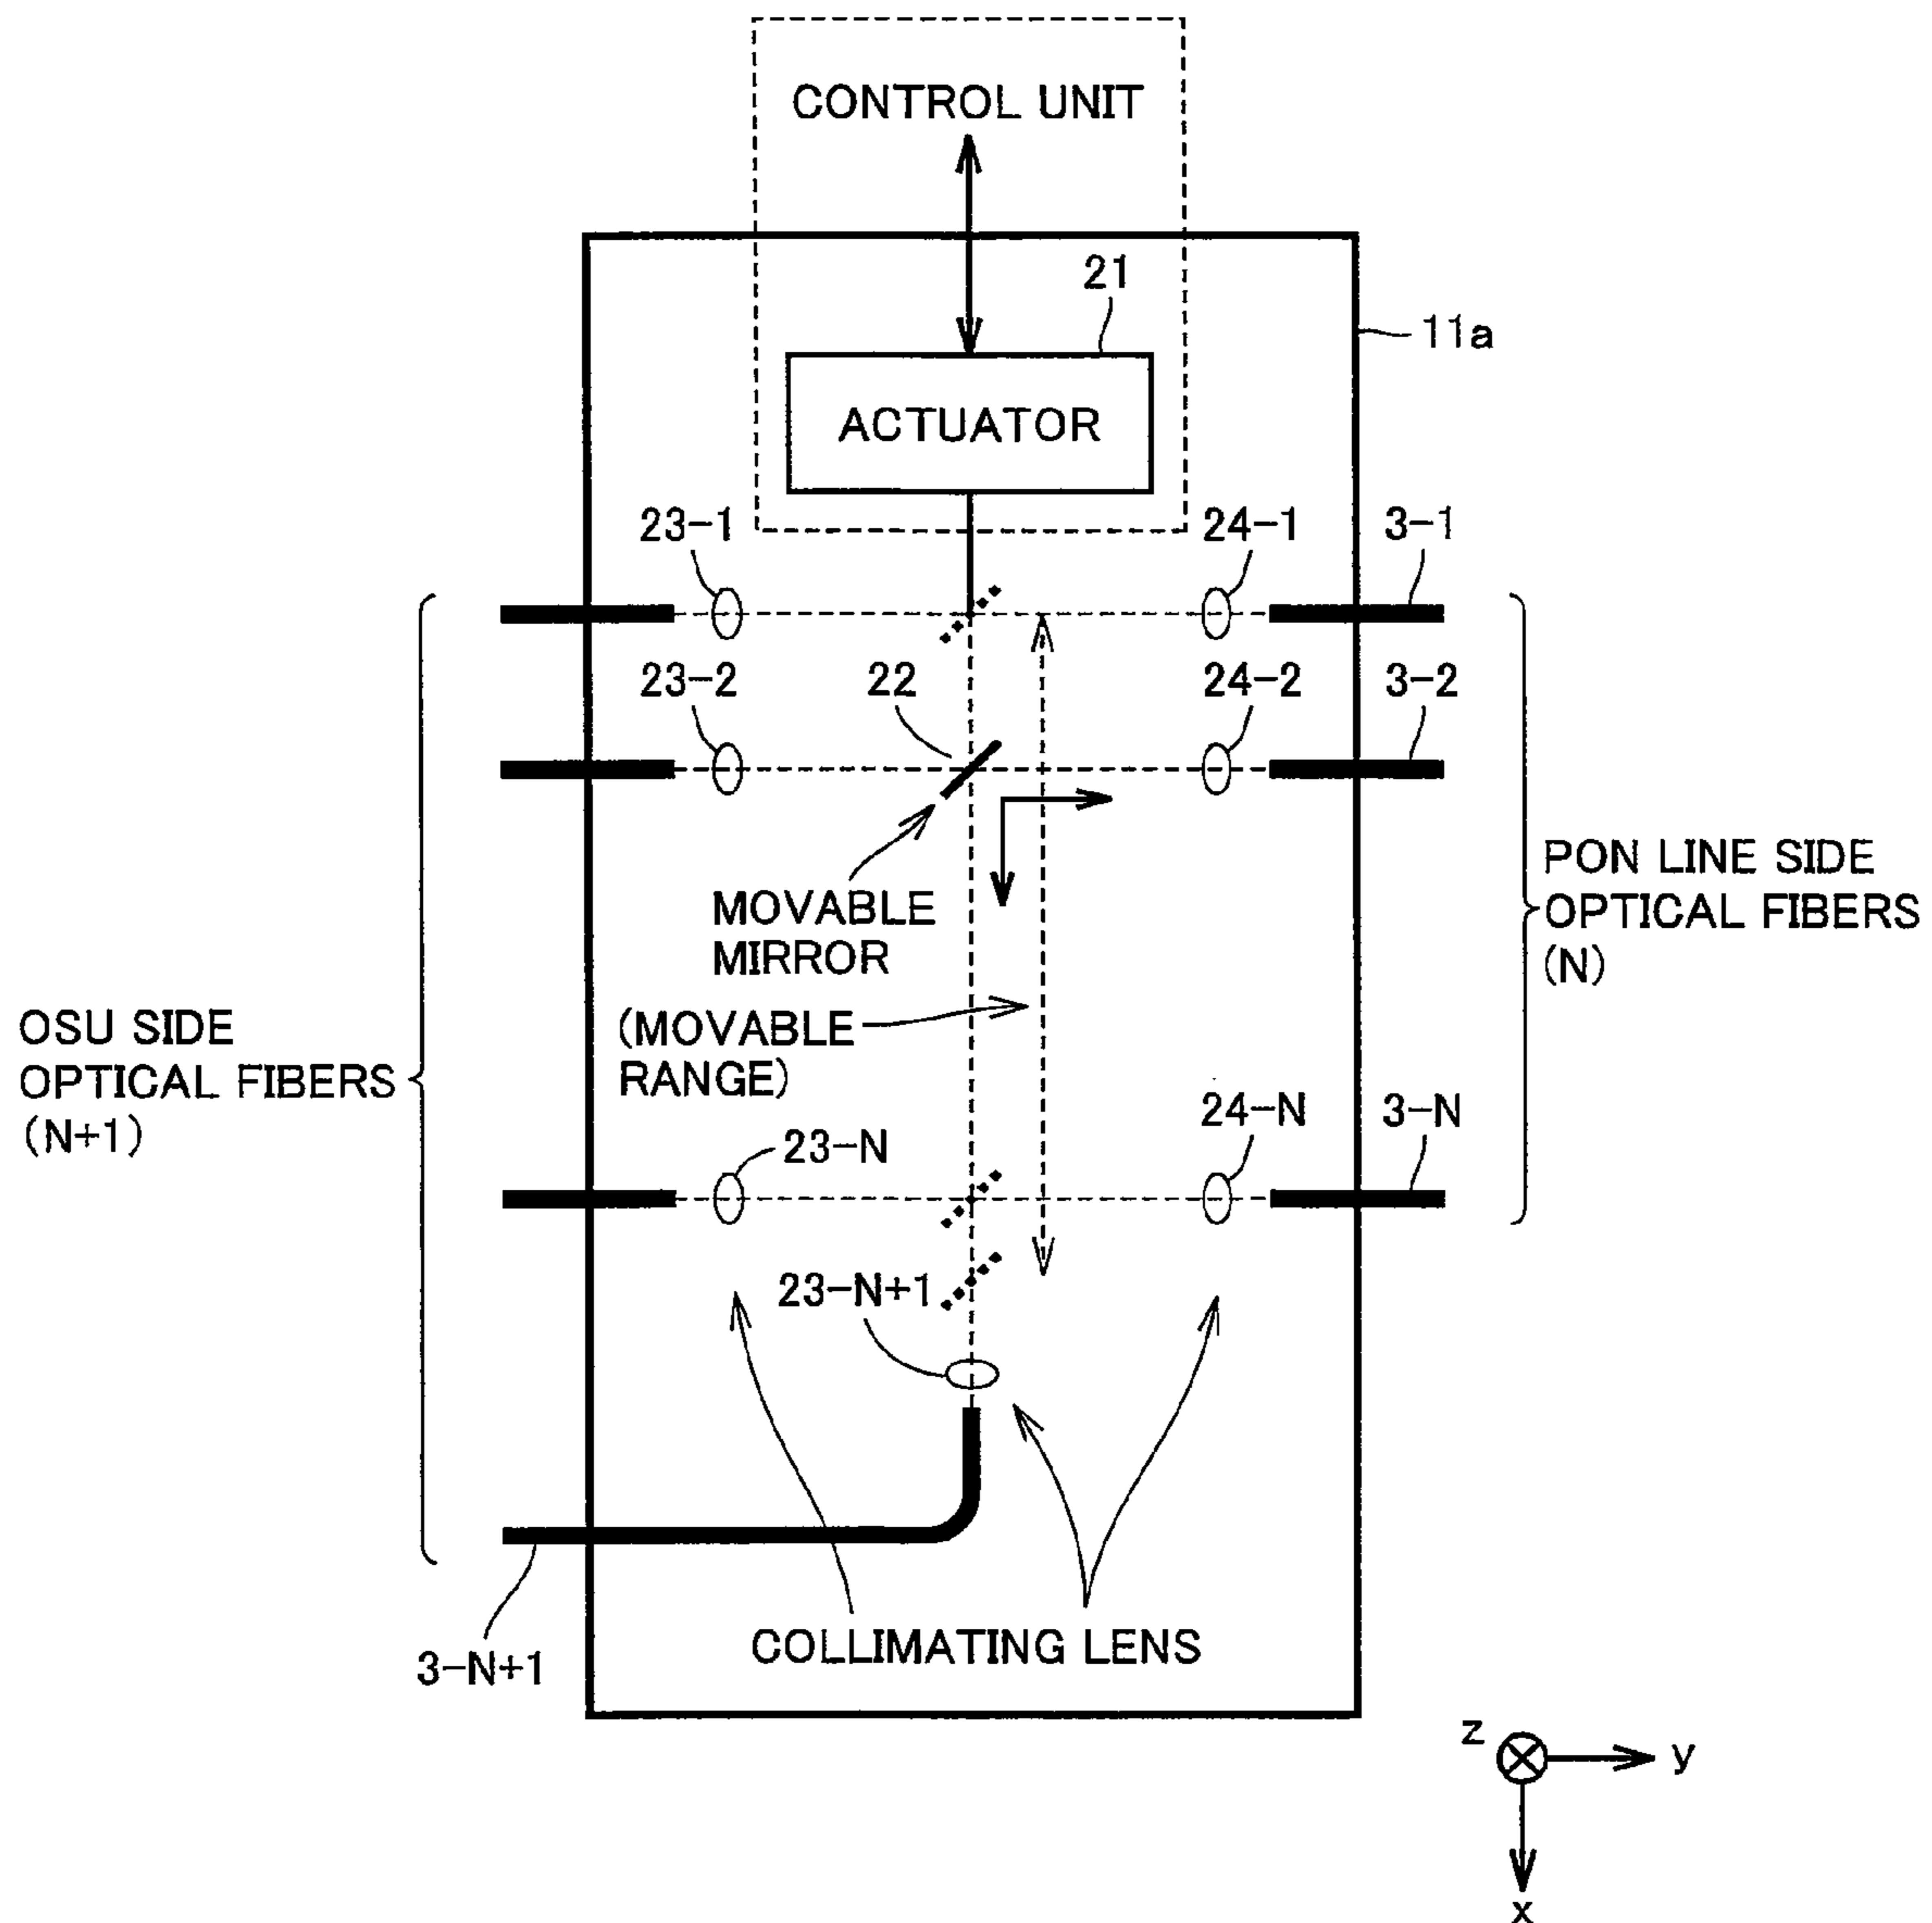 CONTROL UNIT
21
11a
ACTUATOR
23-1
24-1
3-1
23-2
22
24-2
3-2
MOVABLE
MIRROR
PON LINE SIDE
OPTICAL FIBERS
(N)
(MOVABLE
RANGE)
OSU SIDE
OPTICAL FIBERS
(N+1)
23-N
24-N
3-N
23-N+1
COLLIMATING LENS
3-N+1
z
y
x